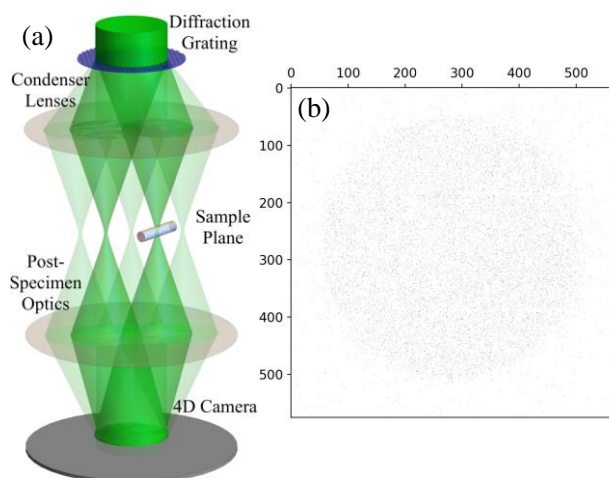 (a)
Diffraction
Grating
Condenser
Lenses
Sample
Plane
Post-
Specimen
Optics
4D Camera
(b)
0 100 200 300 400 500
0
100
200
300
400
500